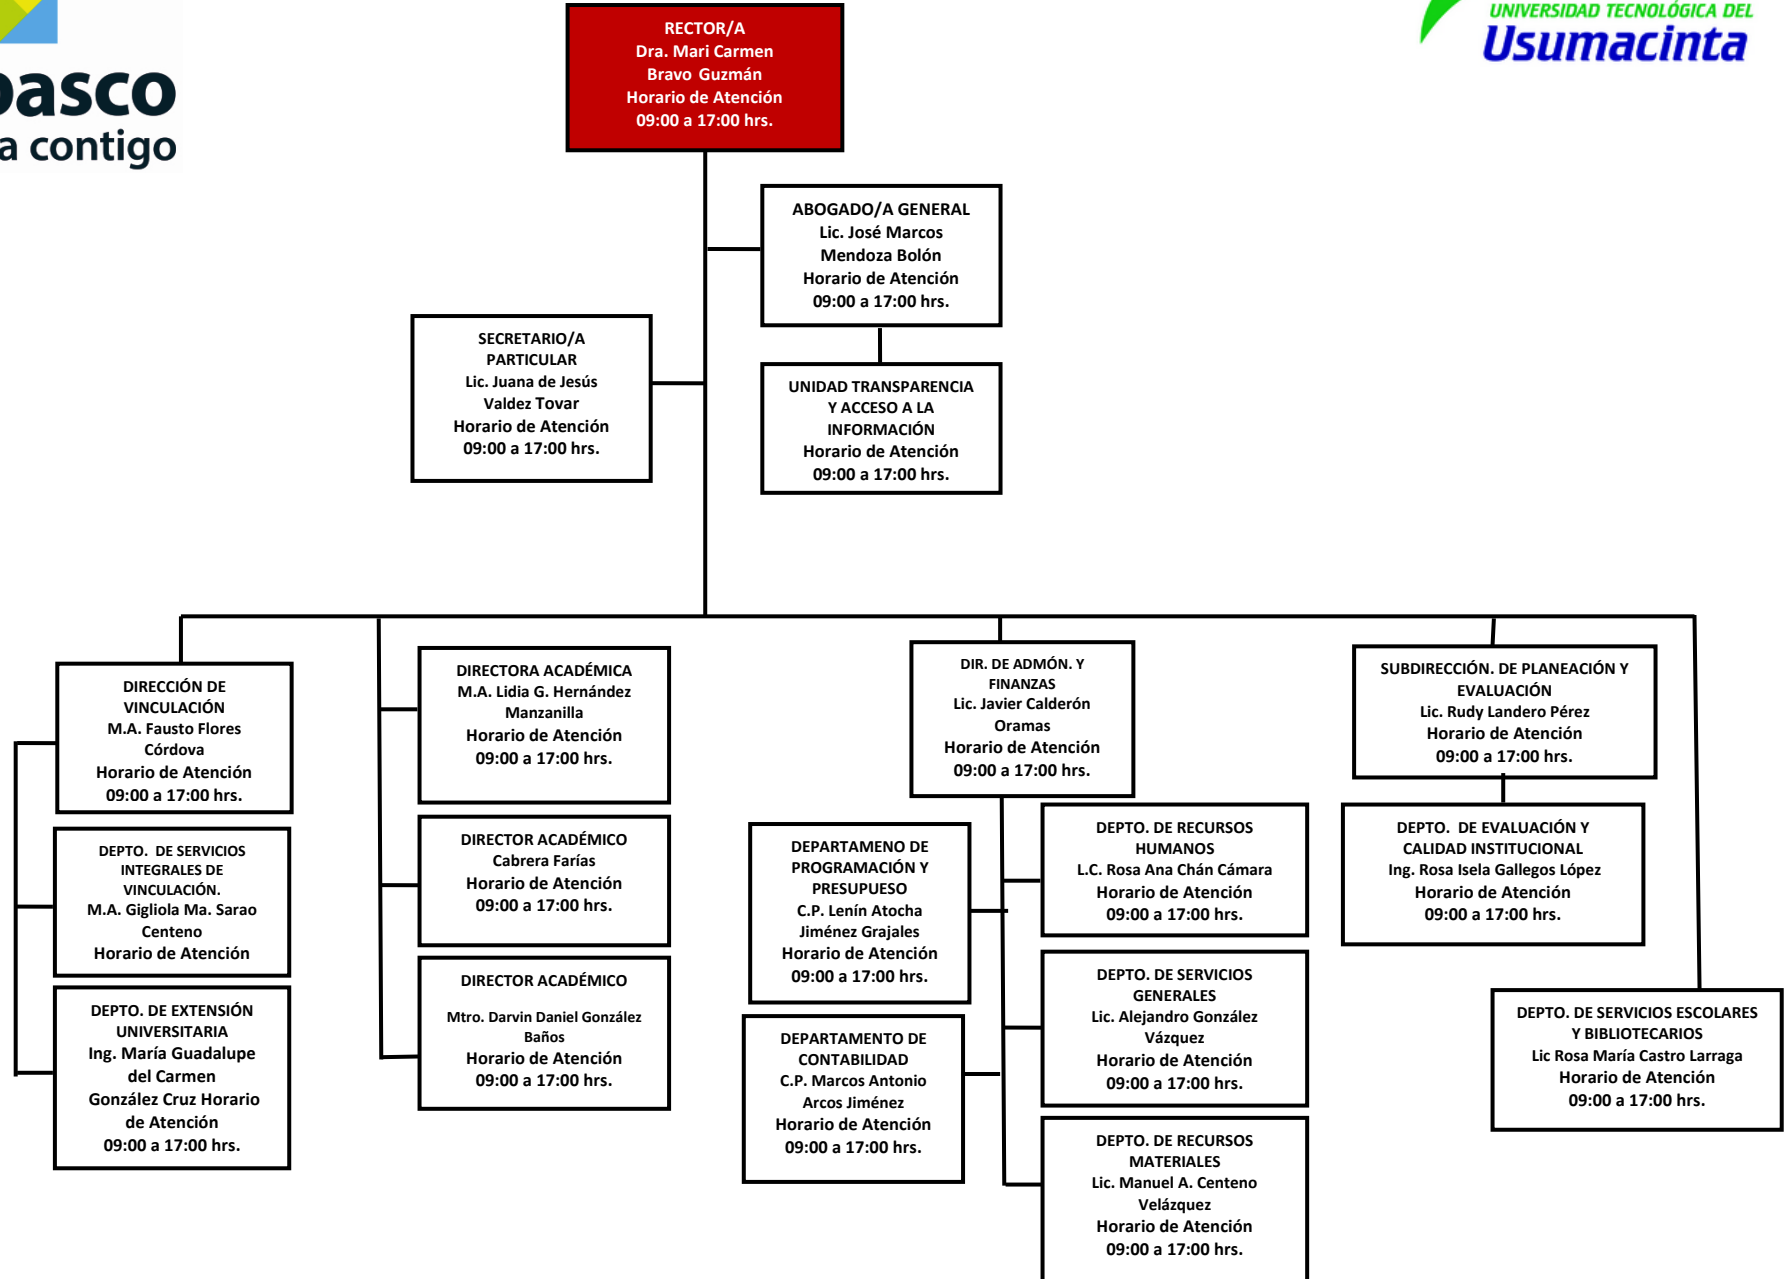 basco
a contigo
UNIVERSIDAD TECNOLÓGICA DEL
Usumacinta
RECTOR/A
Dra. Mari Carmen
Bravo Guzmán
Horario de Atención
09:00 a 17:00 hrs.
ABOGADO/A GENERAL
Lic. José Marcos
Mendoza Bolón
Horario de Atención
09:00 a 17:00 hrs.
SECRETARIO/A
PARTICULAR
Lic. Juana de Jesús
Valdez Tovar
Horario de Atención
09:00 a 17:00 hrs.
UNIDAD TRANSPARENCIA
Y ACCESO A LA
INFORMACIÓN
Horario de Atención
09:00 a 17:00 hrs.
DIRECCIÓN DE
VINCULACIÓN
M.A. Fausto Flores
Córdova
Horario de Atención
09:00 a 17:00 hrs.
DEPTO. DE SERVICIOS
INTEGRALES DE
VINCULACIÓN.
M.A. Gigliola Ma. Sarao
Centeno
Horario de Atención
DEPTO. DE EXTENSIÓN
UNIVERSITARIA
Ing. María Guadalupe
del Carmen
González Cruz Horario
de Atención
09:00 a 17:00 hrs.
DIRECTORA ACADÉMICA
M.A. Lidia G. Hernández
Manzanilla
Horario de Atención
09:00 a 17:00 hrs.
DIRECTOR ACADÉMICO
Cabrera Farías
Horario de Atención
09:00 a 17:00 hrs.
DIRECTOR ACADÉMICO
Mtro. Darvin Daniel González
Baños
Horario de Atención
09:00 a 17:00 hrs.
DIR. DE ADMÓN. Y
FINANZAS
Lic. Javier Calderón
Oramas
Horario de Atención
09:00 a 17:00 hrs.
DEPARTAMENO DE
PROGRAMACIÓN Y
PRESUPUESO
C.P. Lenín Atocha
Jiménez Grajales
Horario de Atención
09:00 a 17:00 hrs.
DEPARTAMENTO DE
CONTABILIDAD
C.P. Marcos Antonio
Arcos Jiménez
Horario de Atención
09:00 a 17:00 hrs.
DEPTO. DE RECURSOS
HUMANOS
L.C. Rosa Ana Chán Cámara
Horario de Atención
09:00 a 17:00 hrs.
DEPTO. DE SERVICIOS
GENERALES
Lic. Alejandro González
Vázquez
Horario de Atención
09:00 a 17:00 hrs.
DEPTO. DE RECURSOS
MATERIALES
Lic. Manuel A. Centeno
Velázquez
Horario de Atención
09:00 a 17:00 hrs.
SUBDIRECCIÓN. DE PLANEACIÓN Y
EVALUACIÓN
Lic. Rudy Landero Pérez
Horario de Atención
09:00 a 17:00 hrs.
DEPTO. DE EVALUACIÓN Y
CALIDAD INSTITUCIONAL
Ing. Rosa Isela Gallegos López
Horario de Atención
09:00 a 17:00 hrs.
DEPTO. DE SERVICIOS ESCOLARES
Y BIBLIOTECARIOS
Lic Rosa María Castro Larraga
Horario de Atención
09:00 a 17:00 hrs.